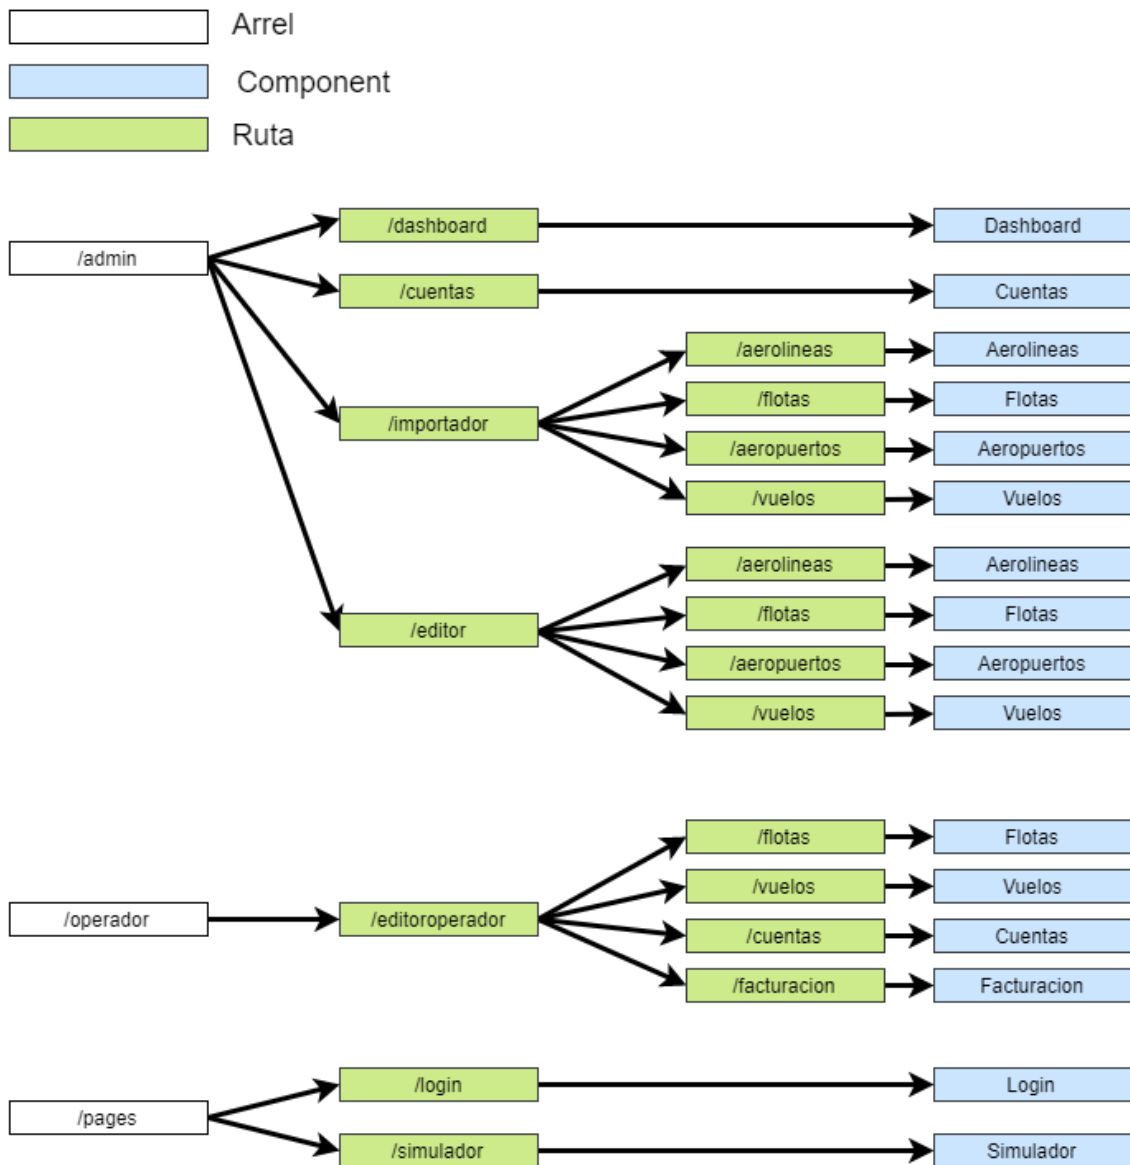 Arrel
Component
Ruta
/dashboard
Dashboard
/admin
/cuentas
Cuentas
/aerolineas
Aerolineas
/flotas
Flotas
/importador
/aeropuertos
Aeropuertos
/vuelos
Vuelos
/aerolineas
Aerolineas
/flotas
Flotas
/editor
/aeropuertos
Aeropuertos
/vuelos
Vuelos
/flotas
Flotas
/vuelos
Vuelos
/operador
/editoroperador
/cuentas
Cuentas
/facturacion
Facturacion
/login
Login
/pages
/simulador
Simulador